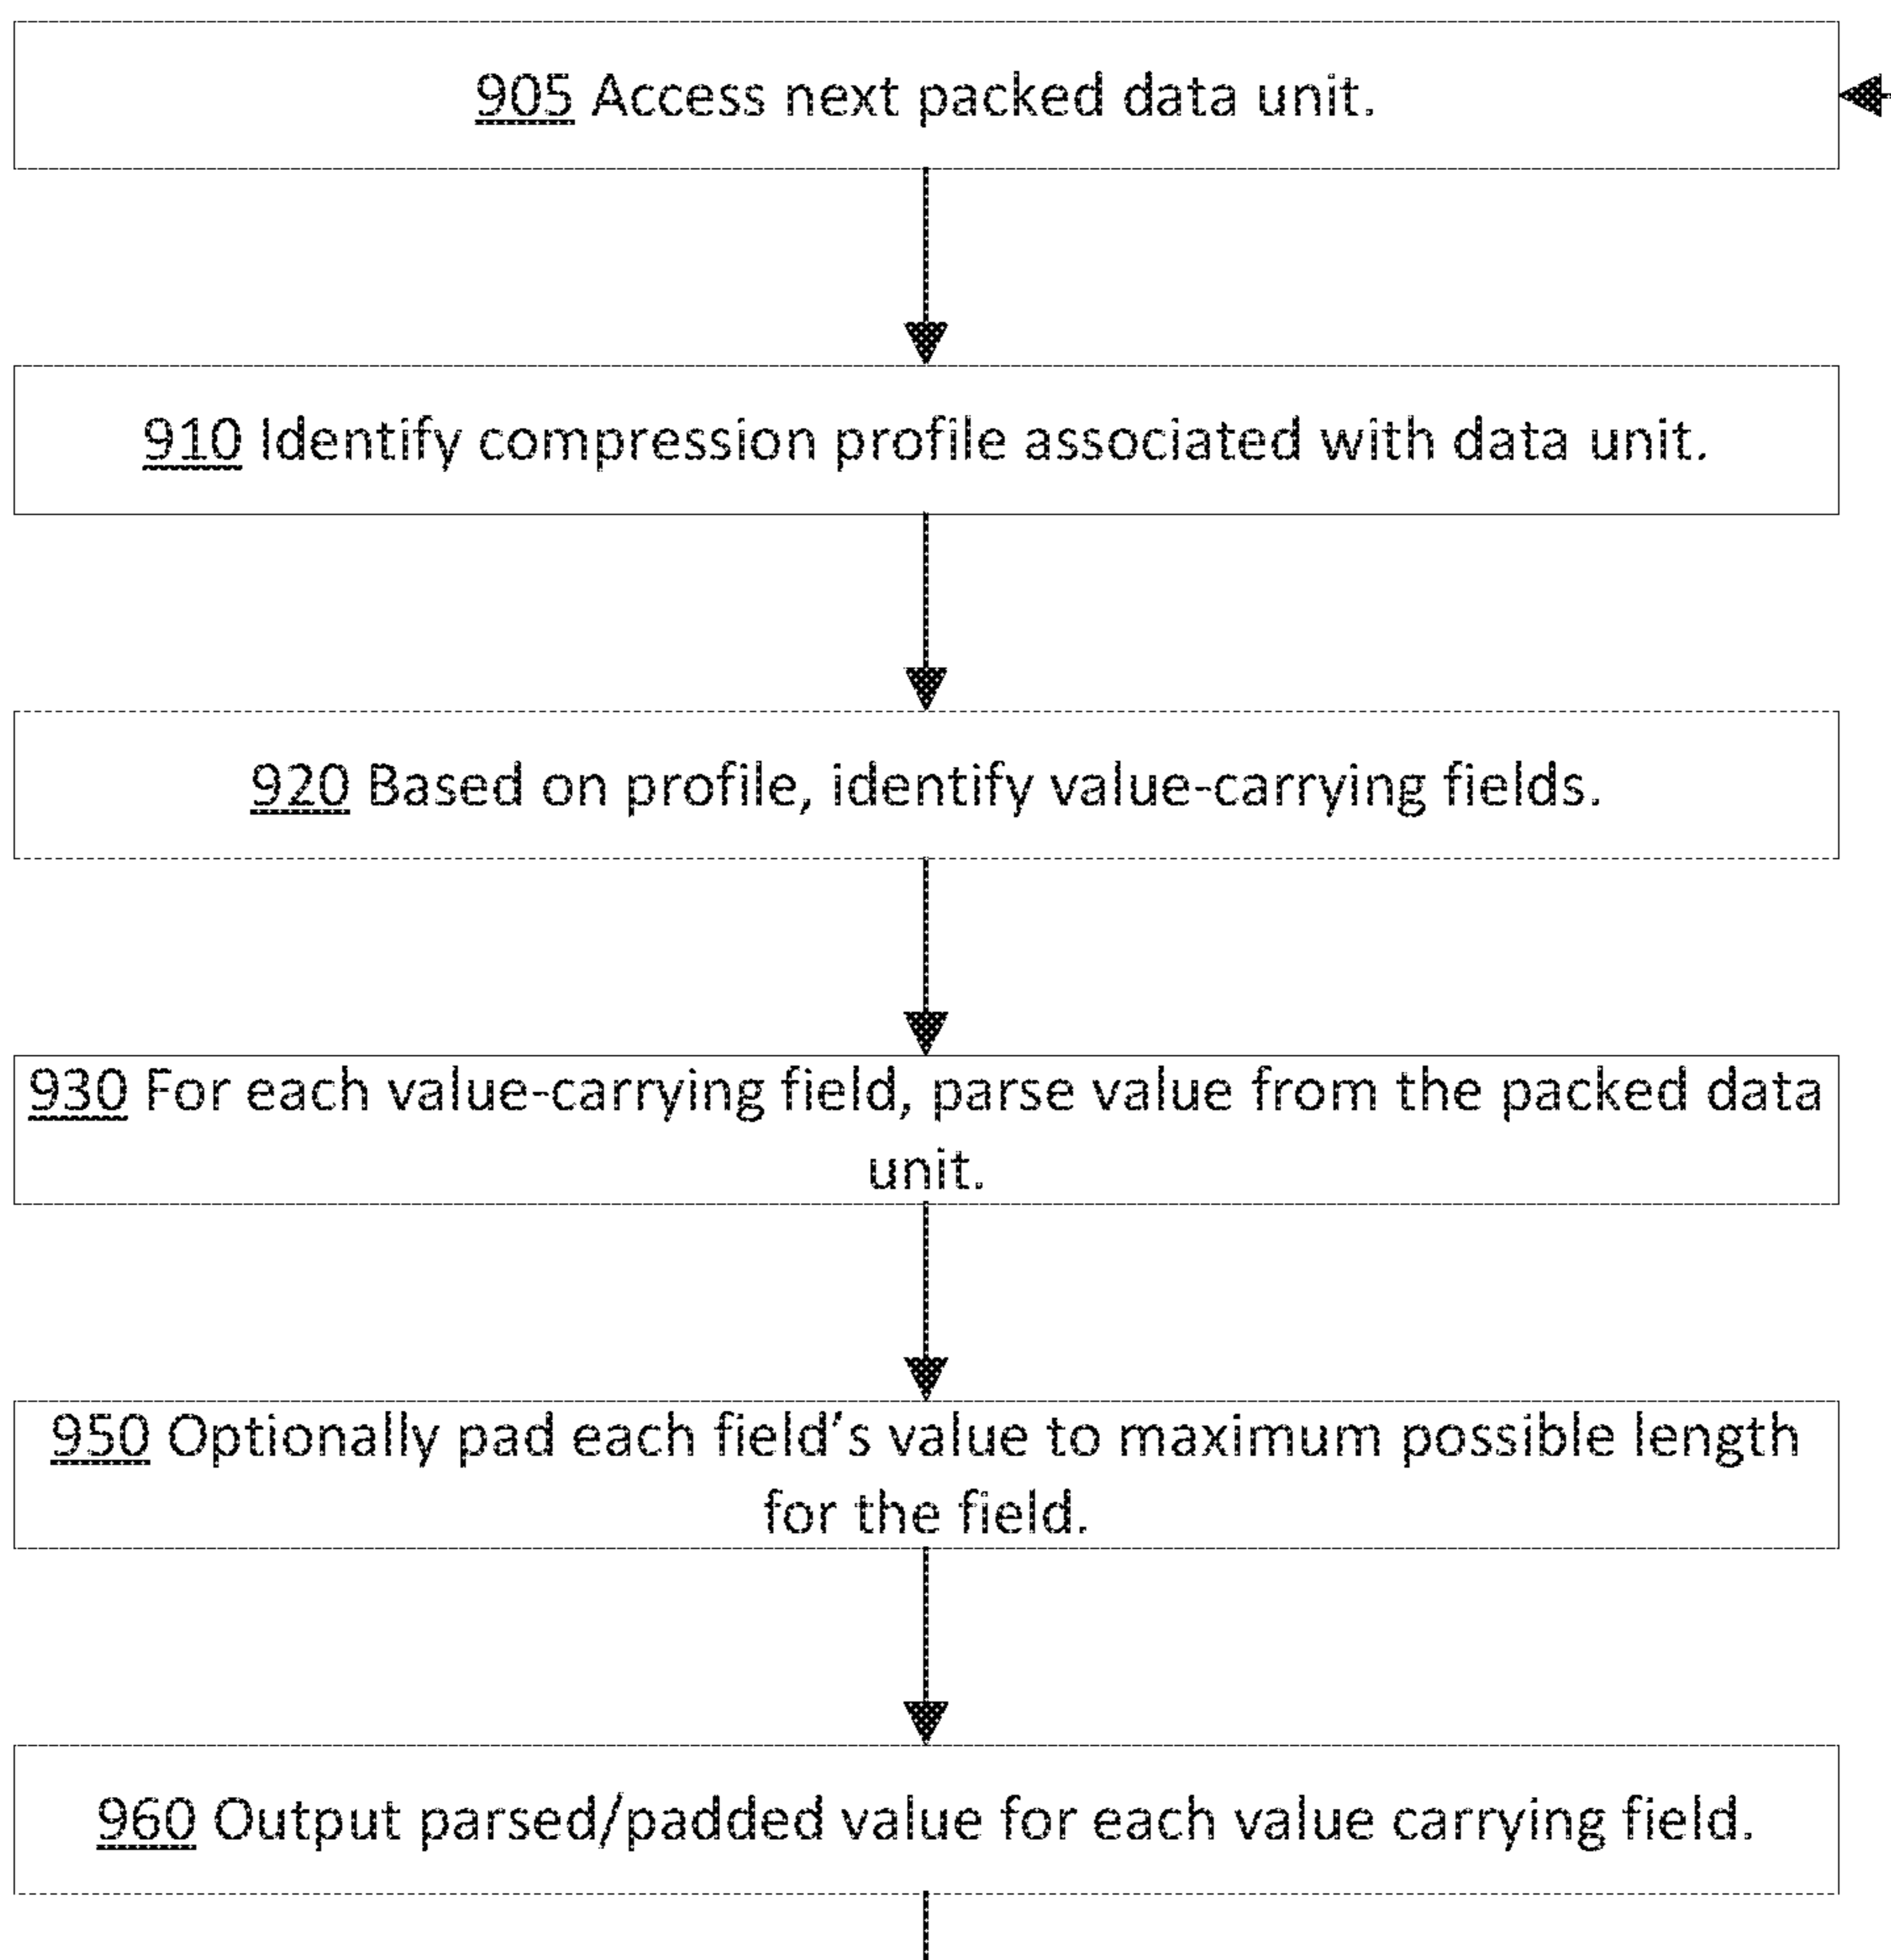 905 Access next packed data unit.
910 Identify compression profile associated with data unit.
920 Based on profile, identify value-carrying fields.
930 For each value-carrying field, parse value from the packed data
unit.
950 Optionally pad each field's value to maximum possible length
for the field.
960 Output parsed/padded value for each value carrying field.